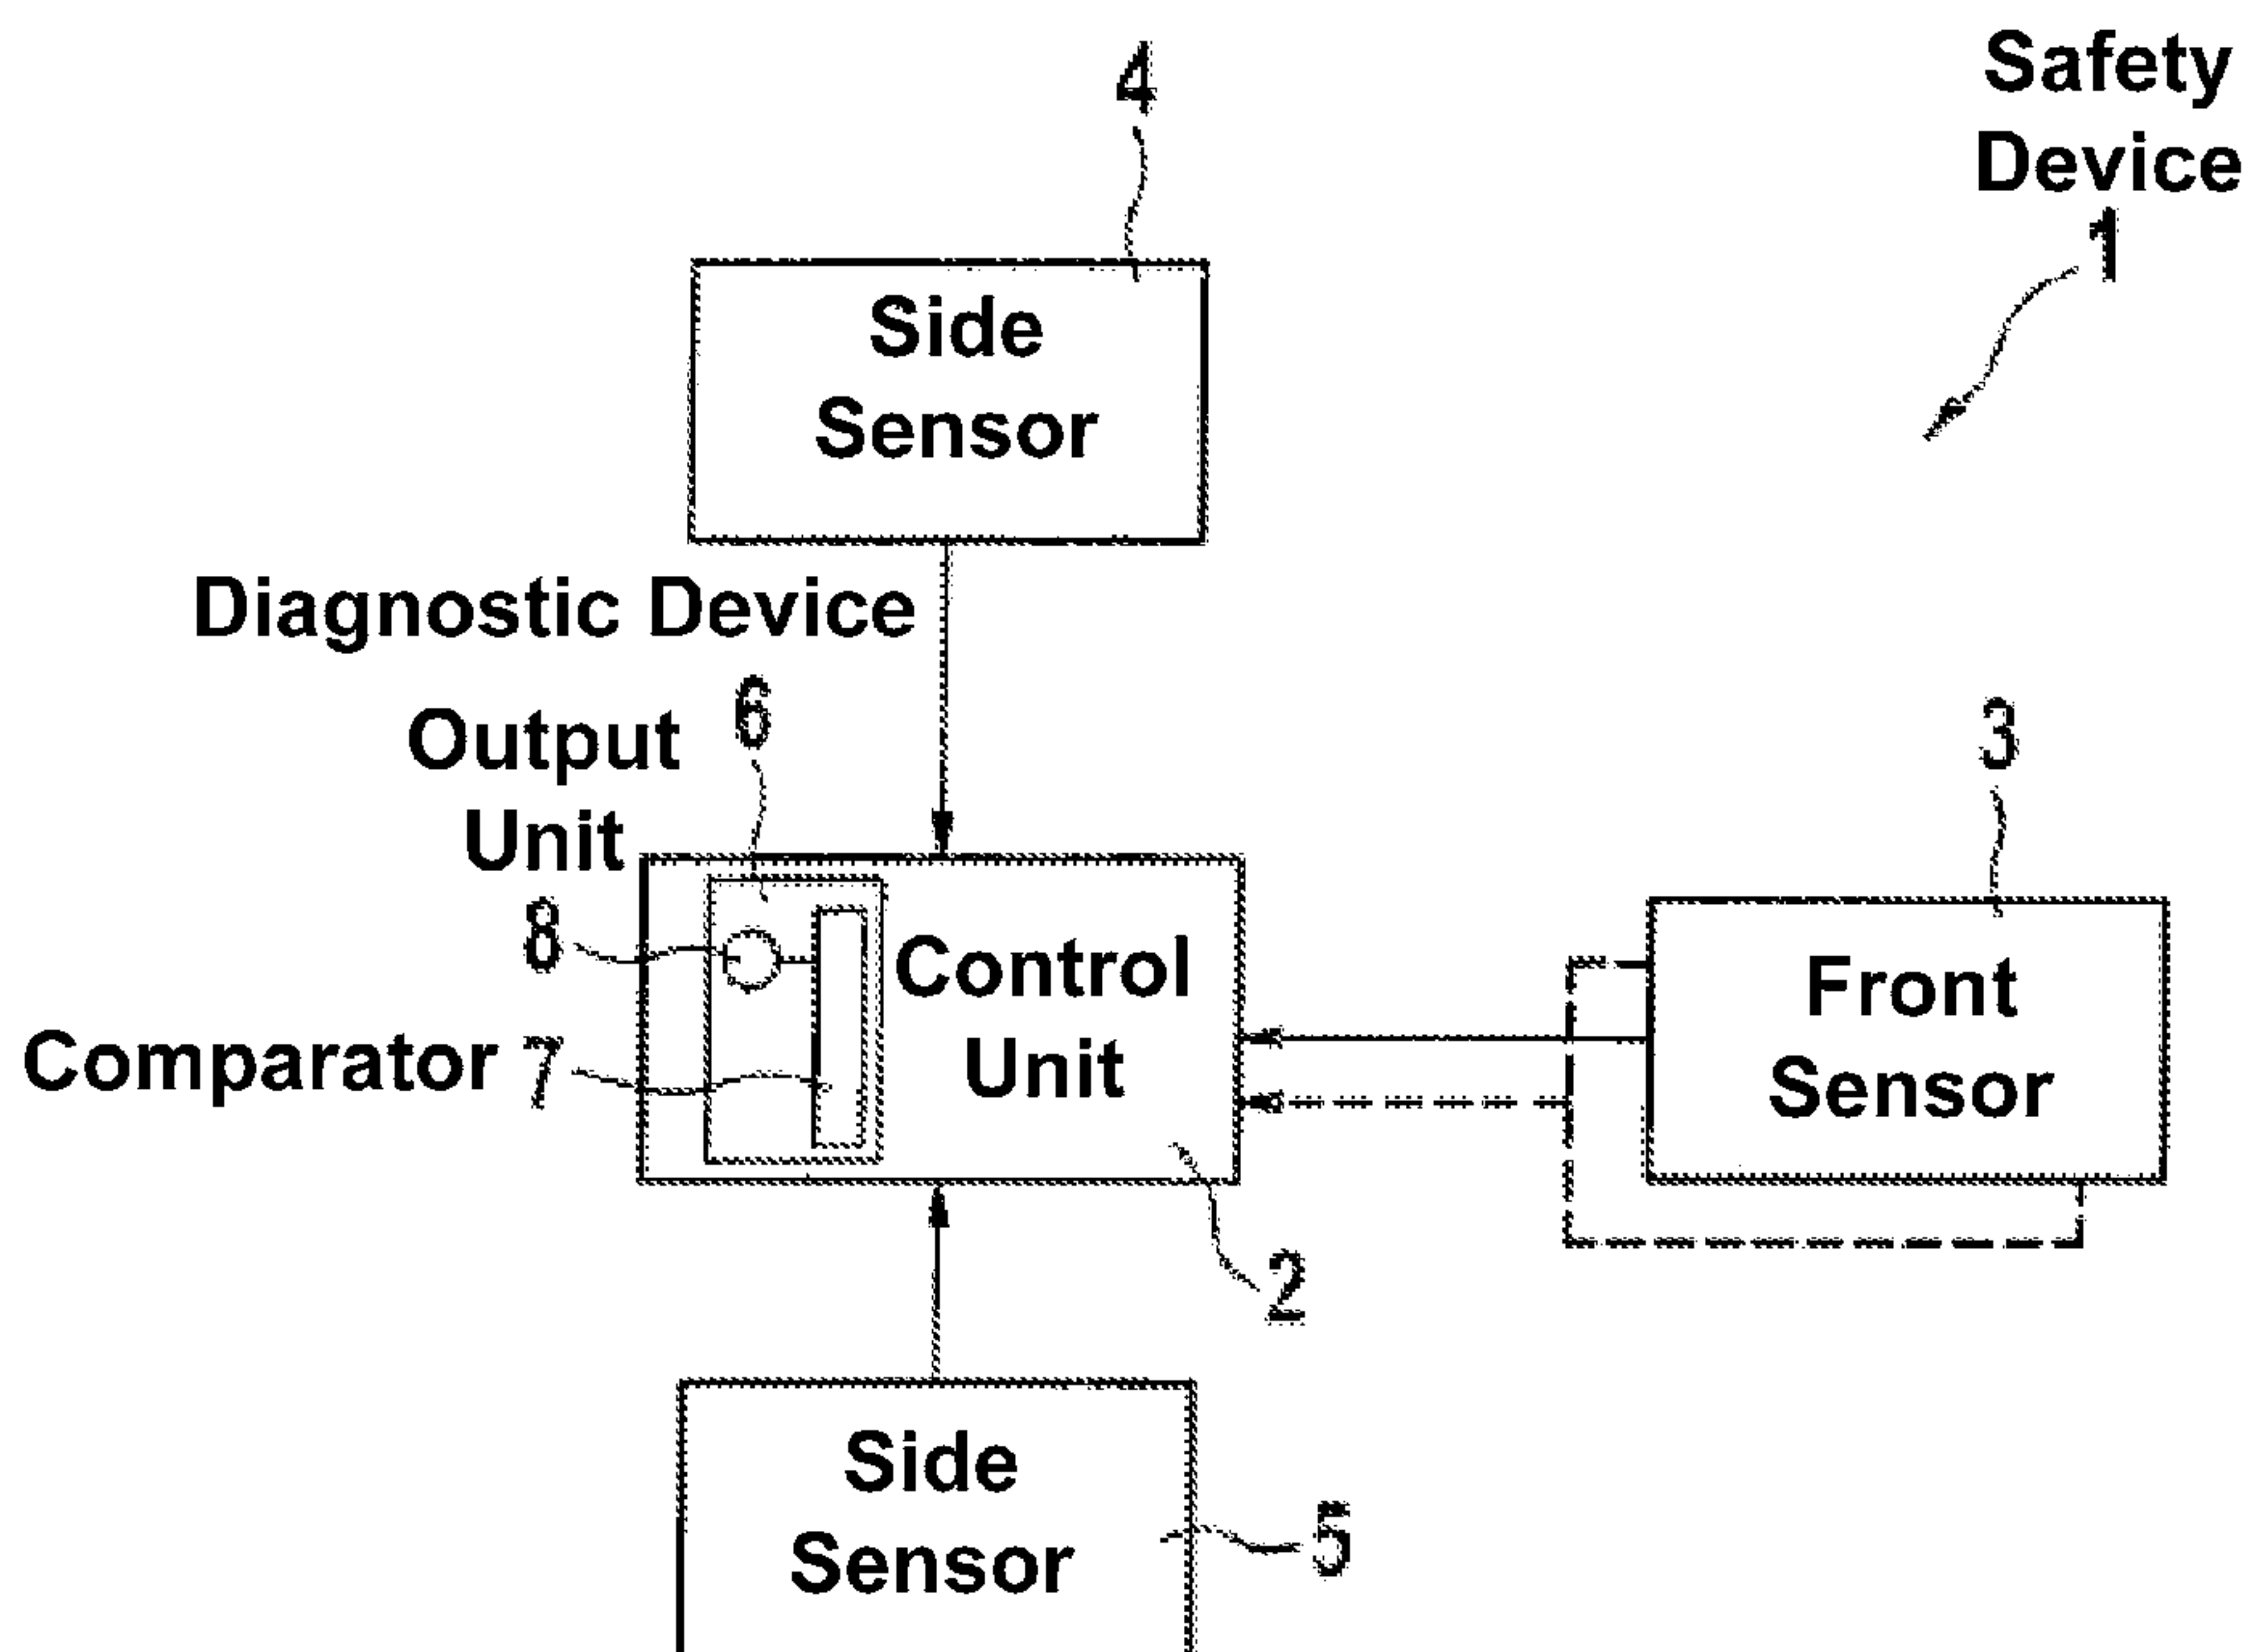 4
Safety
Device
1
Side
Sensor
Diagnostic Device
6
Output
Unit
8
3
Control
Unit
Front
Sensor
Comparator 7
2
Side
Sensor
5